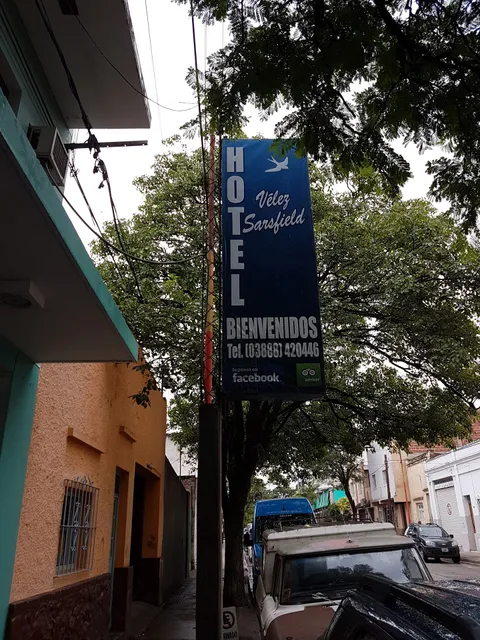 HOTEL
Vélez
Sarsfield
BIENVENIDOS
Tel. (03886) 420446
facebook